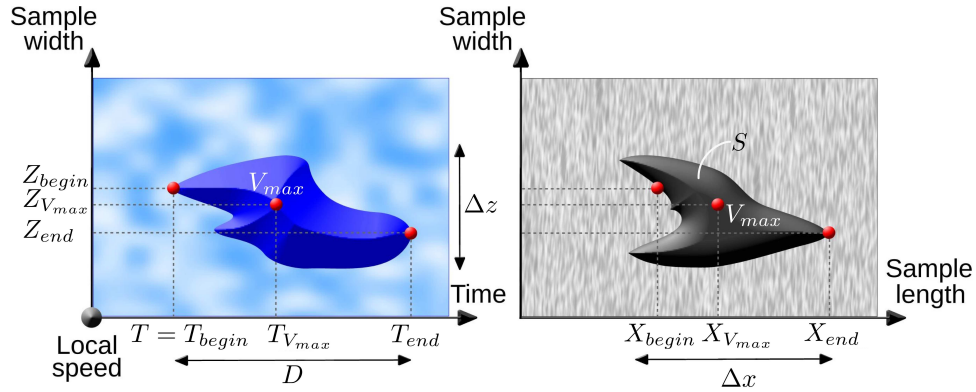 Sample
width
Z_{begin}
Z_{V_{max}}
Z_{end}
V_{max}
Δz
Time
T = T_{begin} T_{V_{max}} T_{end}
Local
speed
D
Sample
width
S
V_{max}
Sample
length
X_{begin} X_{V_{max}} X_{end}
Δx